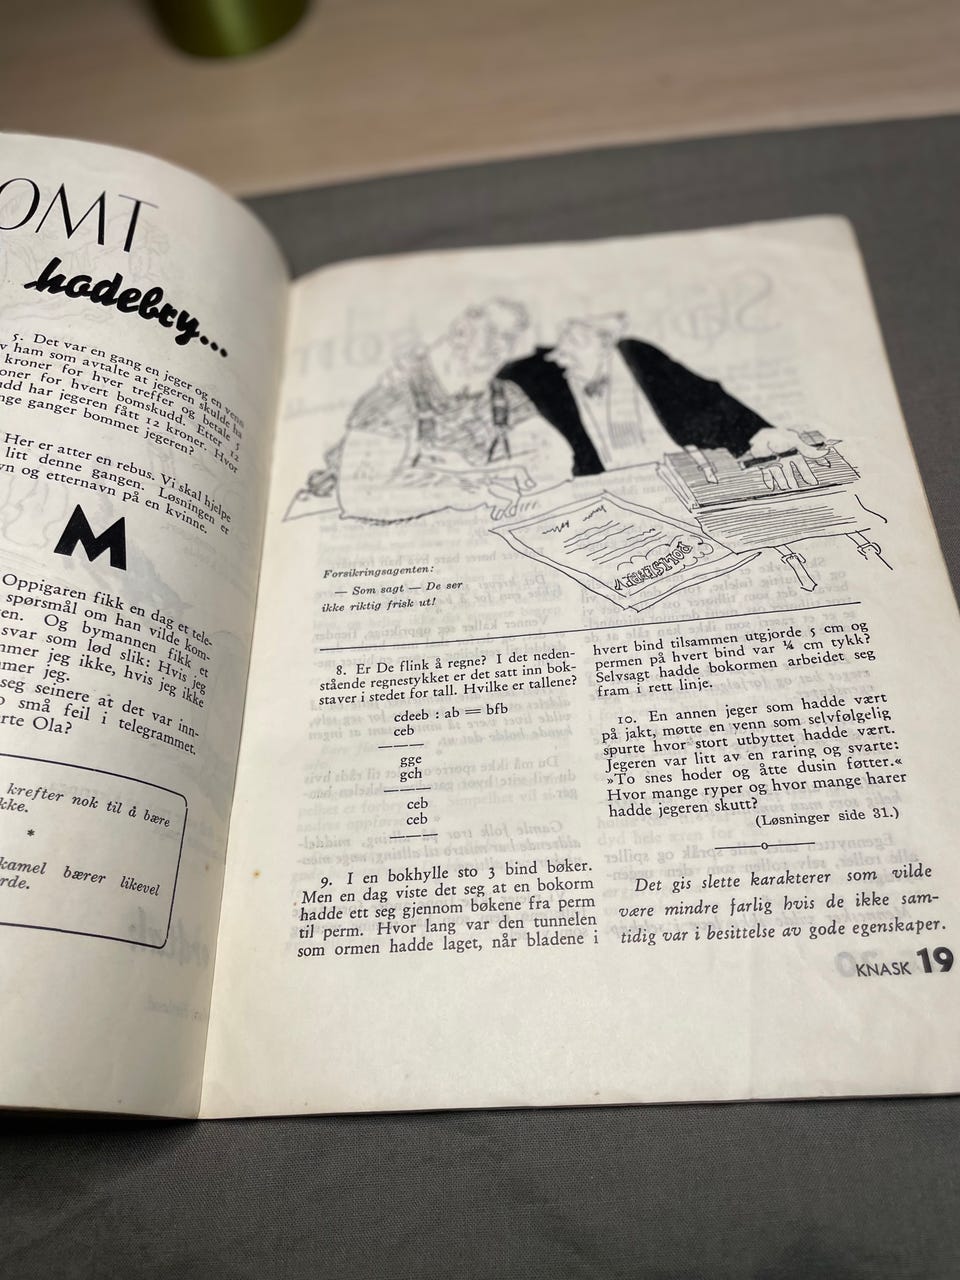 OMT
hodebry...
5. Det var en gang en jeger og en venn
v ham som avtalte at jegeren skulde ha
kroner for hver treffer og betale 5
oner for hvert bomskudd. Etter 12
udd har jegeren fått 12 kroner. Hvor
nge ganger bommet jegeren?
Her er atter en rebus. Vi skal hjelpe
litt denne gangen. Løsningen er
vn og etternavn på en kvinne.
M
Oppigaren fikk en dag et tele-
spørsmål om han vilde kom-
en. Og bymannen fikk et
svar som lød slik: Hvis jeg
mmer jeg ikke, hvis jeg ikke
mer jeg.
seg seinere at det var inn-
o små feil i telegrammet.
rte Ola?
krefter nok til å bære
kke.
*
kamel bærer likevel
rde.
POLISE
Forsikringsagenten:
— Som sagt — De ser
ikke riktig frisk ut!
8. Er De flink å regne? I det neden-
stående regnestykket er det satt inn bok-
staver i stedet for tall. Hvilke er tallene?
cdeeb : ab = bfb
ceb
———
gge
gch
———
ceb
ceb
———
9. I en bokhylle sto 3 bind bøker.
Men en dag viste det seg at en bokorm
hadde ett seg gjennom bøkene fra perm
til perm. Hvor lang var den tunnelen
som ormen hadde laget, når bladene i
hvert bind tilsammen utgjorde 5 cm og
permen på hvert bind var ¼ cm tykk?
Selvsagt hadde bokormen arbeidet seg
fram i rett linje.
10. En annen jeger som hadde vært
på jakt, møtte en venn som selvfølgelig
spurte hvor stort utbyttet hadde vært.
Jegeren var litt av en raring og svarte:
»To snes hoder og åtte dusin føtter.«
Hvor mange ryper og hvor mange harer
hadde jegeren skutt?
(Løsninger side 31.)
Det gis slette karakterer som vilde
være mindre farlig hvis de ikke sam-
tidig var i besittelse av gode egenskaper.
KNASK 19